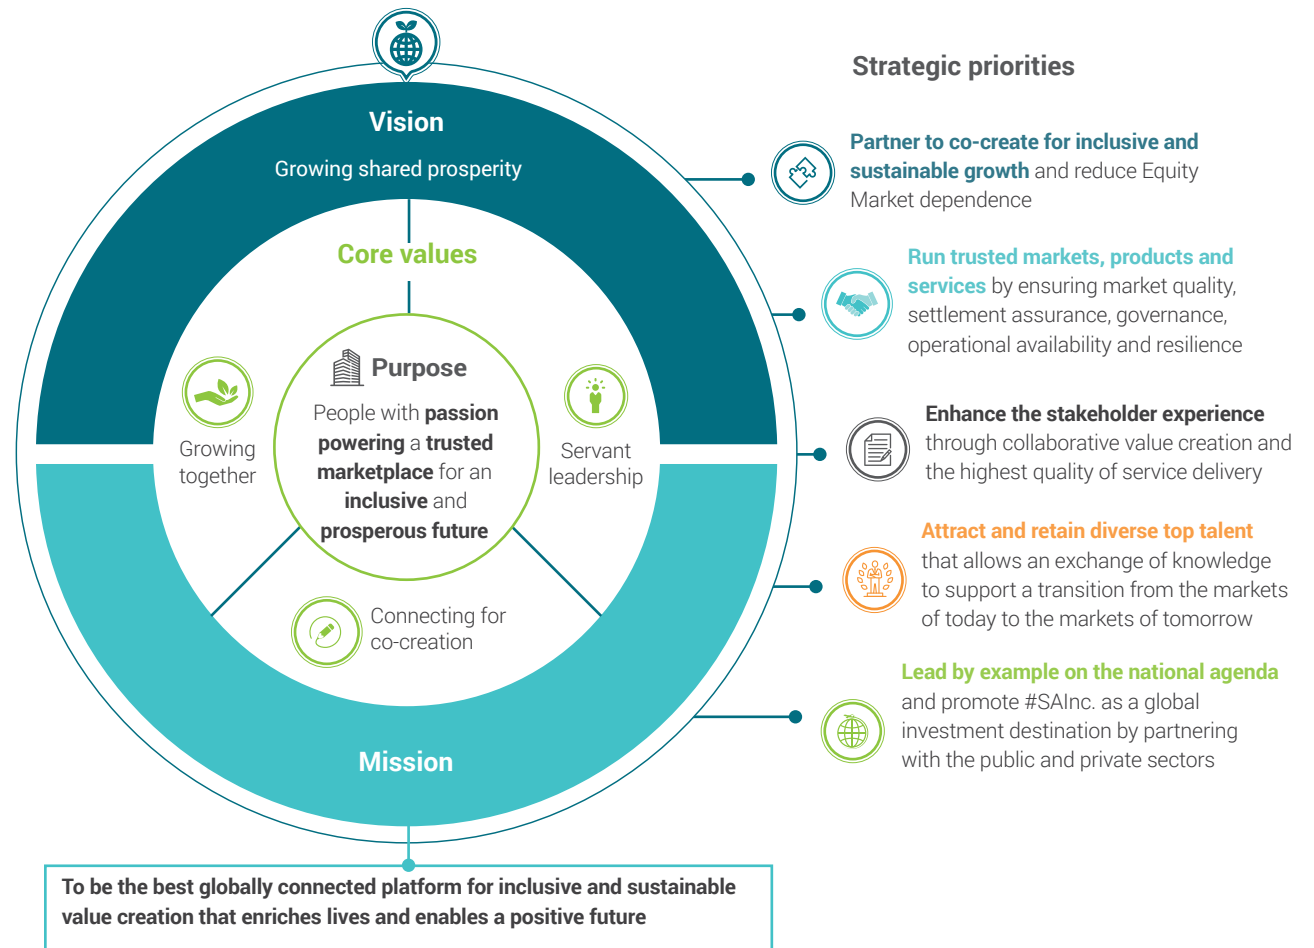 Vision
Growing shared prosperity
Core values
Purpose
People with passion
powering a trusted
marketplace for an
inclusive and
prosperous future
Growing
together
Servant
leadership
Connecting for
co-creation
Mission
To be the best globally connected platform for inclusive and sustainable
value creation that enriches lives and enables a positive future
Strategic priorities
Partner to co-create for inclusive and
sustainable growth and reduce Equity
Market dependence
Run trusted markets, products and
services by ensuring market quality,
settlement assurance, governance,
operational availability and resilience
Enhance the stakeholder experience
through collaborative value creation and
the highest quality of service delivery
Attract and retain diverse top talent
that allows an exchange of knowledge
to support a transition from the markets
of today to the markets of tomorrow
Lead by example on the national agenda
and promote #SAInc. as a global
investment destination by partnering
with the public and private sectors